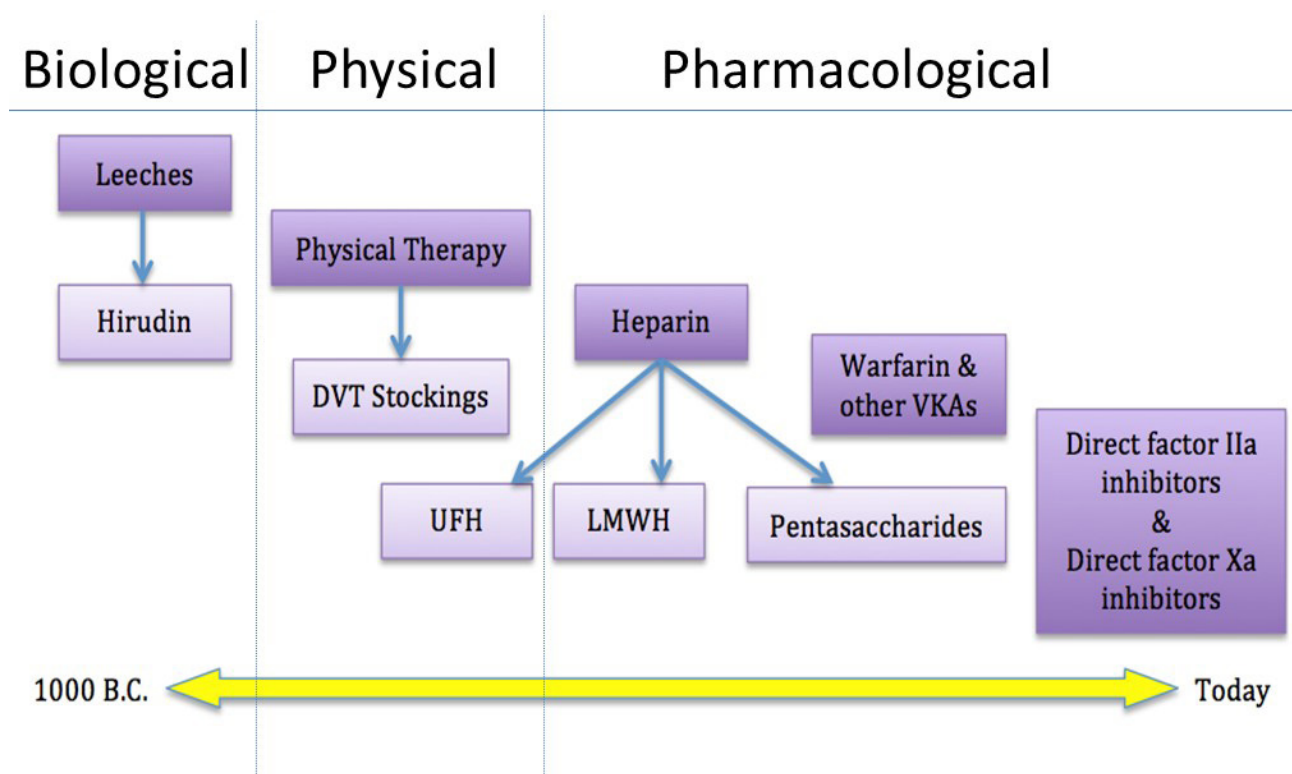 Biological
Physical
Pharmacological
Leeches
Hirudin
Physical Therapy
DVT Stockings
Heparin
Warfarin &
other VKAs
UFH
LMWH
Pentasaccharides
Direct factor IIa
inhibitors
&
Direct factor Xa
inhibitors
1000 B.C.
Today